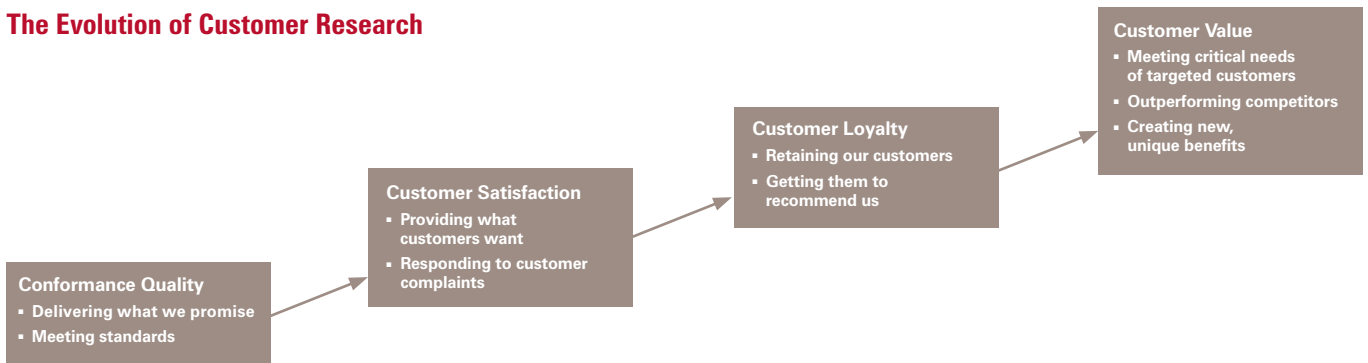 The Evolution of Customer Research
Conformance Quality
▪ Delivering what we promise
▪ Meeting standards
Customer Satisfaction
▪ Providing what
customers want
▪ Responding to customer
complaints
Customer Loyalty
▪ Retaining our customers
▪ Getting them to
recommend us
Customer Value
▪ Meeting critical needs
of targeted customers
▪ Outperforming competitors
▪ Creating new,
unique benefits